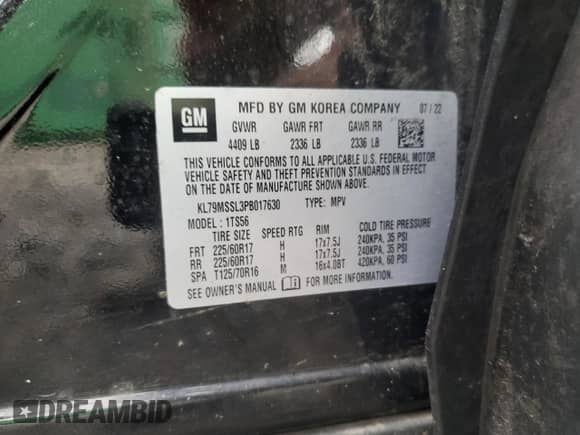 GM MFD BY GM KOREA COMPANY 07 / 22
GVWR GAWR FRT GAWR RR
4409 LB 2336 LB 2336 LB
THIS VEHICLE CONFORMS TO ALL APPLICABLE U.S. FEDERAL MOTOR
VEHICLE SAFETY AND THEFT PREVENTION STANDARDS IN EFFECT ON
THE DATE OF MANUFACTURE SHOWN ABOVE.
KL79MSSL3PB017630 TYPE: MPV
MODEL : 1TS56
TIRE SIZE SPEED RTG RIM COLD TIRE PRESSURE
FRT 225/60R17 H 17x7.5J 240KPA, 35 PSI
RR 225/60R17 H 17x7.5J 240KPA, 35 PSI
SPA T125/70R16 M 16x4.0BT 420KPA, 60 PSI
SEE OWNER'S MANUAL FOR MORE INFORMATION.
DREAMBID